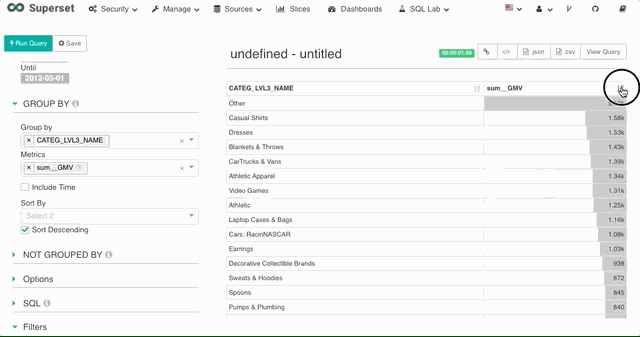 Superset Security Manage Sources Slices Dashboards SQL Lab
Run Query Save
undefined - untitled 00:00:01.08 .json .csv View Query
Until
2012-03-01
GROUP BY
Group by
× CATEG_LVL3_NAME ×
Metrics
× sum__GMV ×
Include Time
Sort By
Select 2
Sort Descending
NOT GROUPED BY
Options
SQL
Filters
CATEG_LVL3_NAME sum__GMV
Other
Casual Shirts 1.58k
Dresses 1.53k
Blankets & Throws 1.43k
CarTrucks & Vans 1.39k
Athletic Apparel 1.34k
Video Games 1.31k
Athletic 1.25k
Laptop Cases & Bags 1.16k
Cars: RacinNASCAR 1.08k
Earrings 1.03k
Decorative Collectible Brands 938
Sweats & Hoodies 872
Spoons 845
Pumps & Plumbing 840